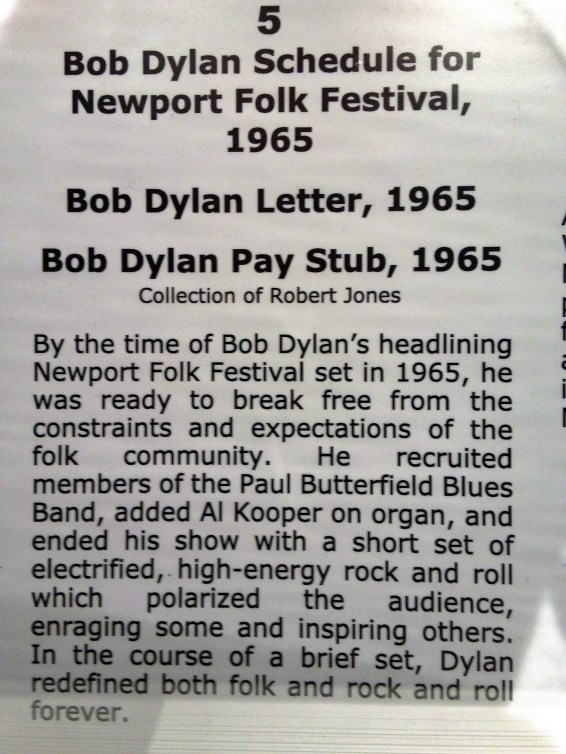 5
Bob Dylan Schedule for
Newport Folk Festival,
1965
Bob Dylan Letter, 1965
Bob Dylan Pay Stub, 1965
Collection of Robert Jones
By the time of Bob Dylan's headlining
Newport Folk Festival set in 1965, he
was ready to break free from the
constraints and expectations of the
folk community. He recruited
members of the Paul Butterfield Blues
Band, added Al Kooper on organ, and
ended his show with a short set of
electrified, high-energy rock and roll
which polarized the audience,
enraging some and inspiring others.
In the course of a brief set, Dylan
redefined both folk and rock and roll
forever.